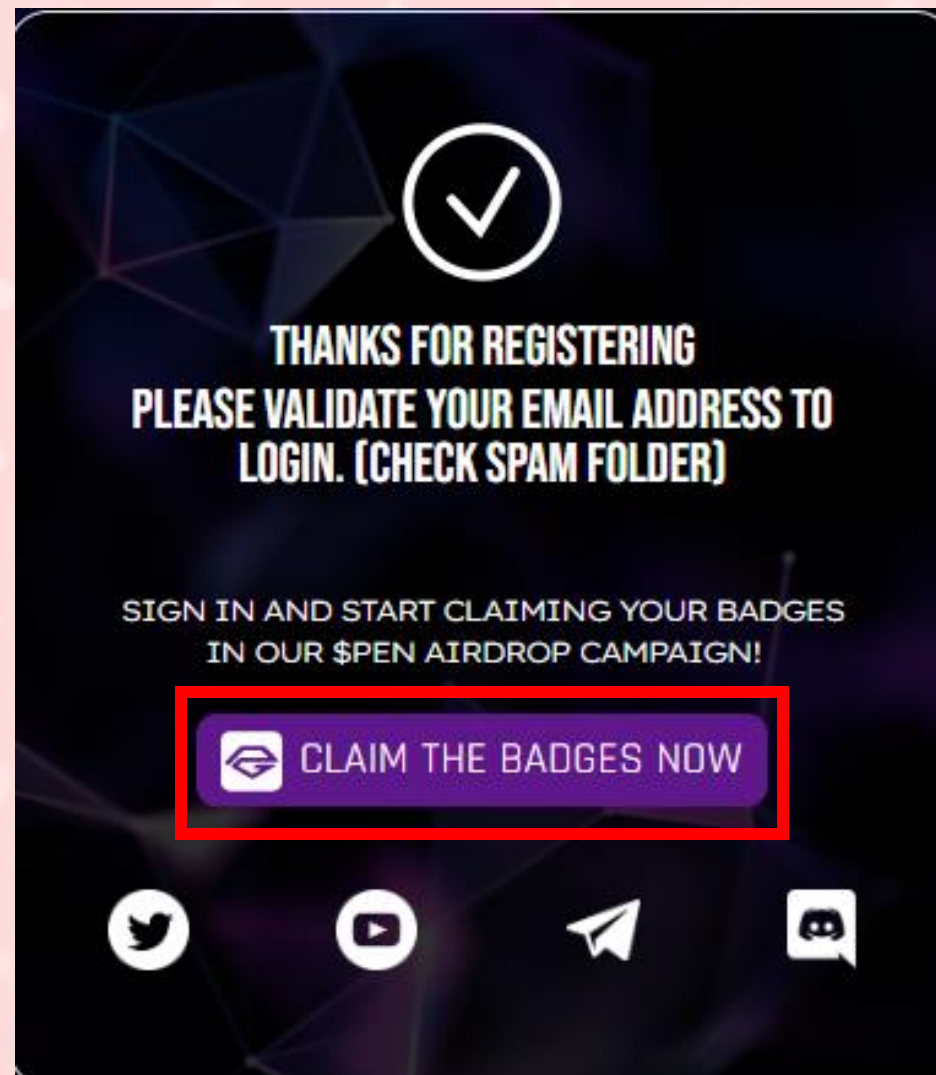 THANKS FOR REGISTERING
PLEASE VALIDATE YOUR EMAIL ADDRESS TO
LOGIN. (CHECK SPAM FOLDER)
SIGN IN AND START CLAIMING YOUR BADGES
IN OUR $PEN AIRDROP CAMPAIGN!
CLAIM THE BADGES NOW